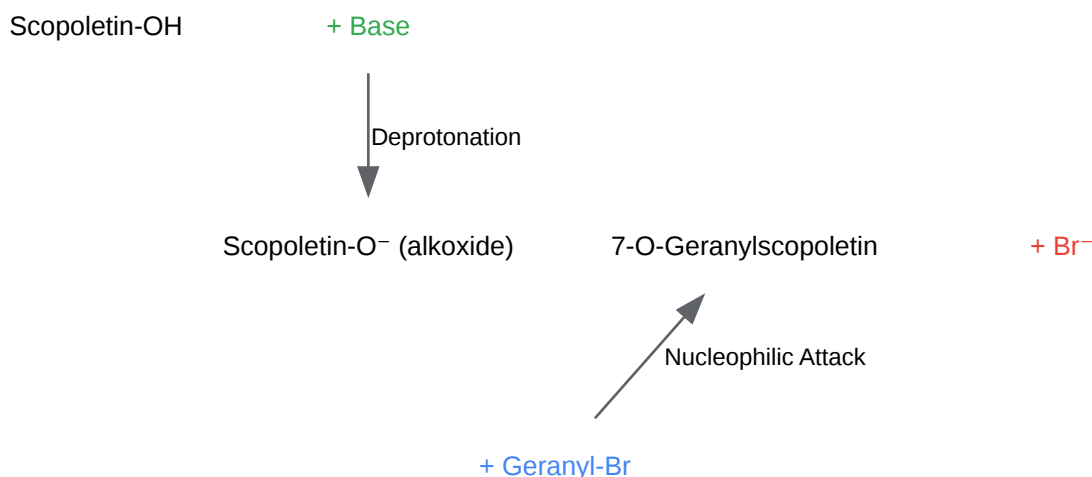 Scopoletin-OH + Base
Deprotonation
Scopoletin-O⁻ (alkoxide) 7-O-Geranylscopoletin + Br⁻
Nucleophilic Attack
+ Geranyl-Br